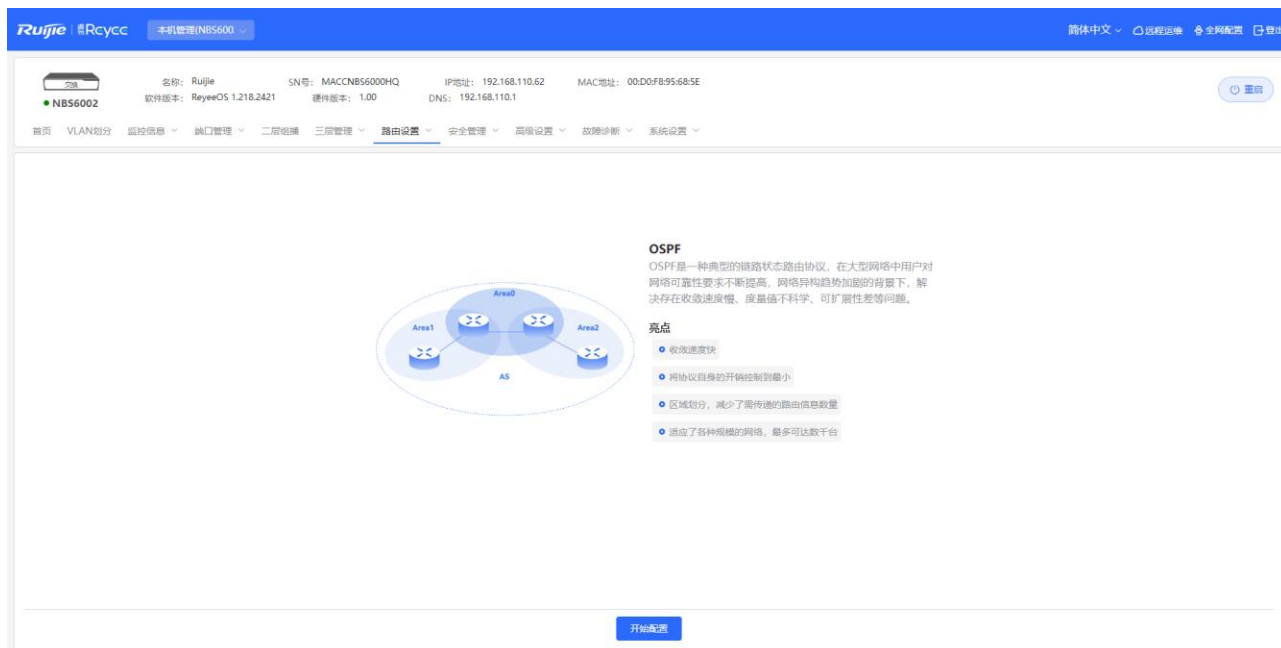 Ruijie | 睿易 Rcycc 本机管理(NBS600
简体中文 远程运维 全网配置 登出
交换 名称: Ruijie SN号: MACCNBS6000HQ IP地址: 192.168.110.62 MAC地址: 00:D0:F8:95:68:5E
NBS6002 软件版本: ReyeeOS 1.218.2421 硬件版本: 1.00 DNS: 192.168.110.1
重启
首页 VLAN划分 监控信息 端口管理 二层组播 三层管理 路由设置 安全管理 高级设置 故障诊断 系统设置
OSPF
OSPF是一种典型的链路状态路由协议，在大型网络中用户对
网络可靠性要求不断提高，网络异构趋势加剧的背景下，解
决存在收敛速度慢、度量值不科学、可扩展性差等问题。
Area0
Area1
Area2
AS
亮点
收敛速度快
将协议自身的开销控制到最小
区域划分，减少了需传递的路由信息数量
适应了各种规模的网络，最多可达数千台
开始配置